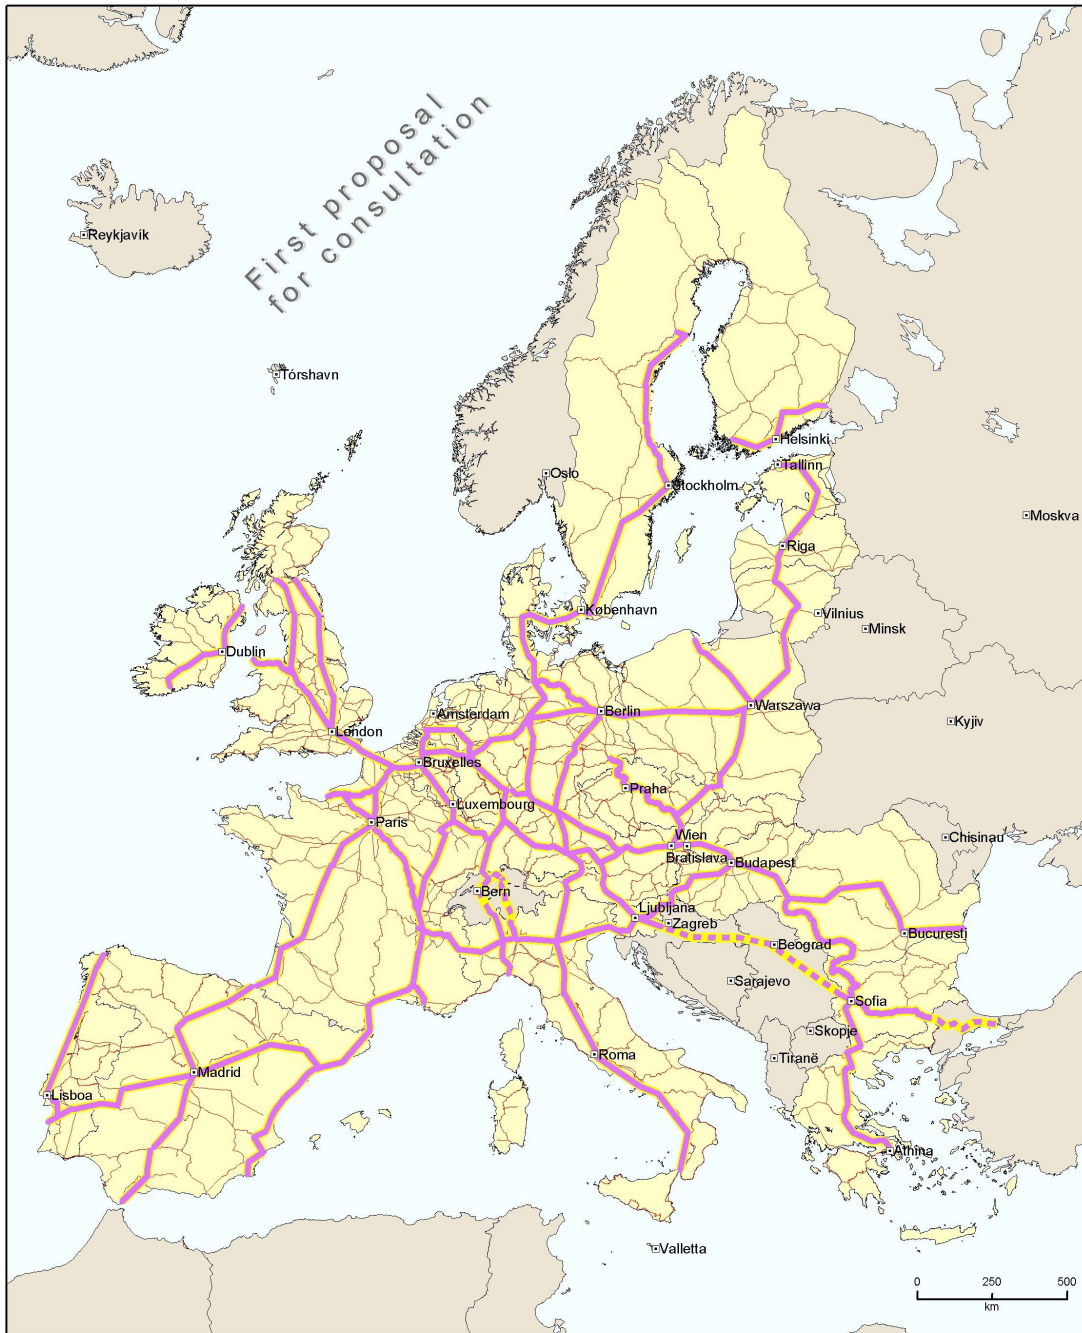 First proposal
for consultation
Reykjavík
Tórshavn
Oslo
Helsinki
Tallinn
Stockholm
Moskva
Riga
København
Vilnius
Minsk
Dublin
Warszawa
Berlin
Amsterdam
Kyjiv
London
Bruxelles
Praha
Luxembourg
Paris
Wien
Chisinau
Bratislava
Budapest
Bern
Ljubljana
Zagreb
Bucuresti
Beograd
Sarajevo
Sofia
Skopje
Roma
Tiranë
Madrid
Lisboa
Athina
Valletta
0 250 500
km